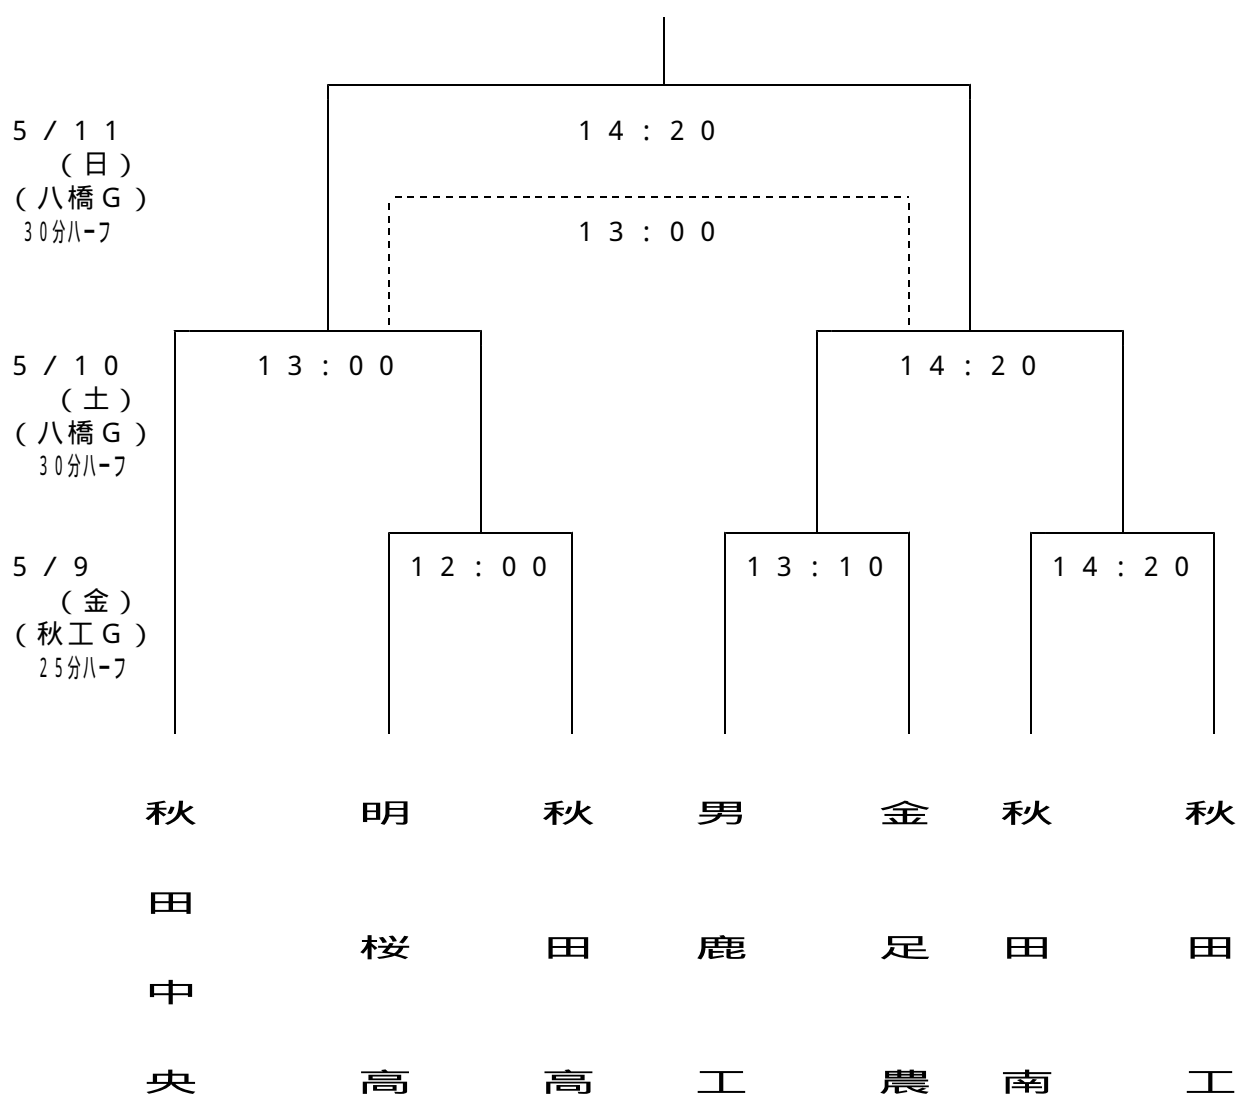 ５/１１
(日)
(八橋Ｇ)
３０分ハーフ
１４：２０
１３：００
５/１０
(土)
(八橋Ｇ)
３０分ハーフ
１３：００
１４：２０
５/９
(金)
(秋工Ｇ)
２５分ハーフ
１２：００
１３：１０
１４：２０
秋田中央
明桜高
秋田高
男鹿工
金足農
秋田南
秋田工